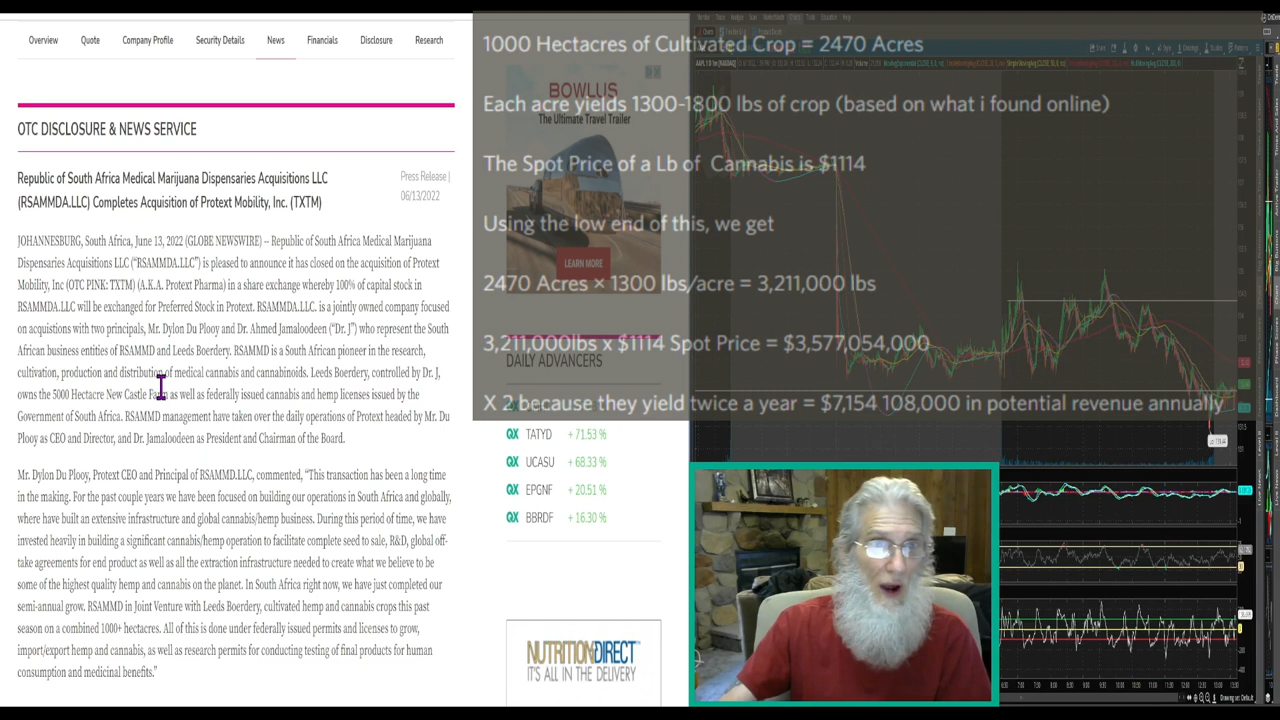 Overview Quote Company Profile Security Details News Financials Disclosure Research
OTC DISCLOSURE & NEWS SERVICE
Republic of South Africa Medical Marijuana Dispensaries Acquisitions LLC
(RSAMMDA.LLC) Completes Acquisition of Protext Mobility, Inc. (TXTM)
Press Release |
06/13/2022
JOHANNESBURG, South Africa, June 13, 2022 (GLOBE NEWSWIRE) -- Republic of South Africa Medical Marijuana
Dispensaries Acquisitions LLC ("RSAMMDA.LLC") is pleased to announce it has closed on the acquisition of Protext
Mobility, Inc (OTC PINK: TXTM) (A.K.A. Protext Pharma) in a share exchange whereby 100% of capital stock in
RSAMMDA.LLC will be exchanged for Preferred Stock in Protext. RSAMMDA.LLC. is a jointly owned company focused
on acquistions with two principals, Mr. Dylon Du Plooy and Dr. Ahmed Jamaloodeen ("Dr. J") who represent the South
African business entities of RSAMMD and Leeds Boerdery. RSAMMD is a South African pioneer in the research,
cultivation, production and distribution of medical cannabis and cannabinoids. Leeds Boerdery, controlled by Dr. J,
owns the 5000 Hectacre New Castle Farm as well as federally issued cannabis and hemp licenses issued by the
Government of South Africa. RSAMMD management have taken over the daily operations of Protext headed by Mr. Du
Plooy as CEO and Director, and Dr. Jamaloodeen as President and Chairman of the Board.
Mr. Dylon Du Plooy, Protext CEO and Principal of RSAMMD.LLC, commented, "This transaction has been a long time
in the making. For the past couple years we have been focused on building our operations in South Africa and globally,
where have built an extensive infrastructure and global cannabis/hemp business. During this period of time, we have
invested heavily in building a significant cannabis/hemp operation to facilitate complete seed to sale, R&D, global off-
take agreements for end product as well as all the extraction infrastructure needed to create what we believe to be
some of the highest quality hemp and cannabis on the planet. In South Africa right now, we have just completed our
semi-annual grow. RSAMMD in Joint Venture with Leeds Boerdery, cultivated hemp and cannabis crops this past
season on a combined 1000+ hectacres. All of this is done under federally issued permits and licenses to grow,
import/export hemp and cannabis, as well as research permits for conducting testing of final products for human
consumption and medicinal benefits."
1000 Hectacres of Cultivated Crop = 2470 Acres
Each acre yields 1300-1800 lbs of crop (based on what i found online)
The Spot Price of a Lb of Cannabis is $1114
Using the low end of this, we get
2470 Acres × 1300 lbs/acre = 3,211,000 lbs
3,211,000lbs x $1114 Spot Price = $3,577,054,000
X 2 because they yield twice a year = $7,154 108,000 in potential revenue annually
BOWLUS
The Ultimate Travel Trailer
LEARN MORE
DAILY ADVANCERS
QX TATYD + 71.53 %
QX UCASU + 68.33 %
QX EPGNF + 20.51 %
QX BBRDF + 16.30 %
NUTRITIONDIRECT
IT'S ALL IN THE DELIVERY